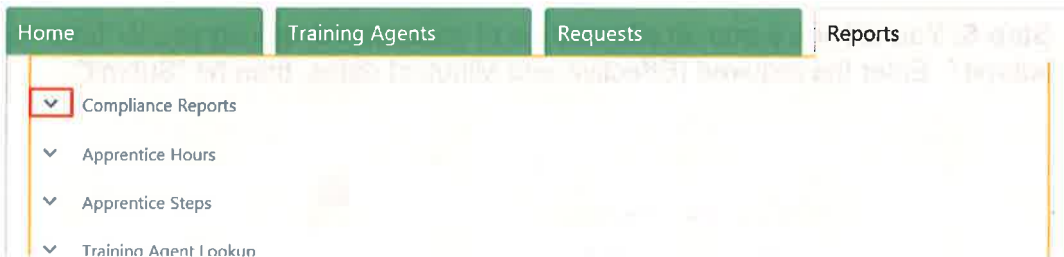 Home Training Agents Requests Reports
Compliance Reports
Apprentice Hours
Apprentice Steps
Training Agent Lookup